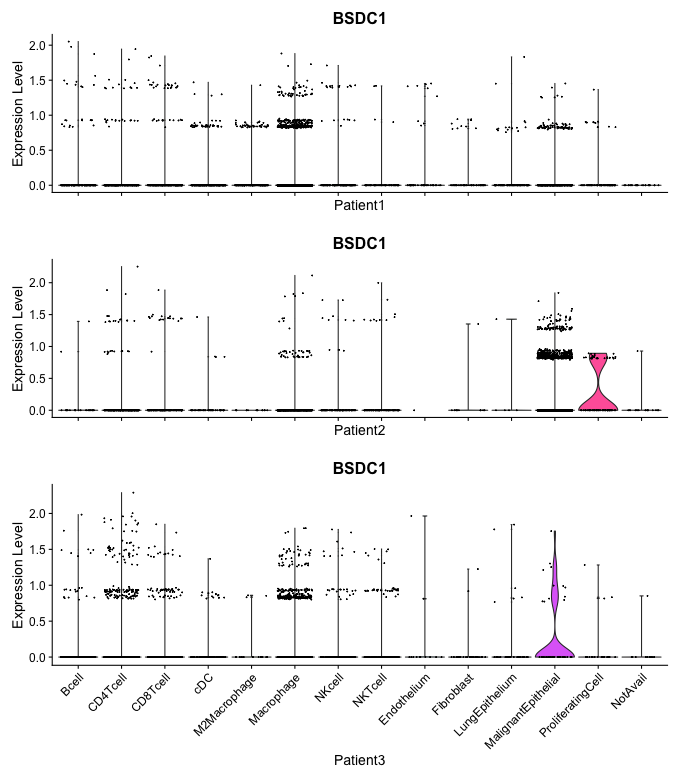 BSDC1
Expression Level
2.0
1.5
1.0
0.5
0.0
Patient1
BSDC1
Expression Level
2.0
1.5
1.0
0.5
0.0
Patient2
BSDC1
Expression Level
2.0
1.5
1.0
0.5
0.0
Bcell
CD4Tcell
CD8Tcell
cDC
M2Macrophage
Macrophage
NKcell
NKTcell
Endothelium
Fibroblast
LungEpithelium
MalignantEpithelial
ProliferatingCell
NotAvail
Patient3